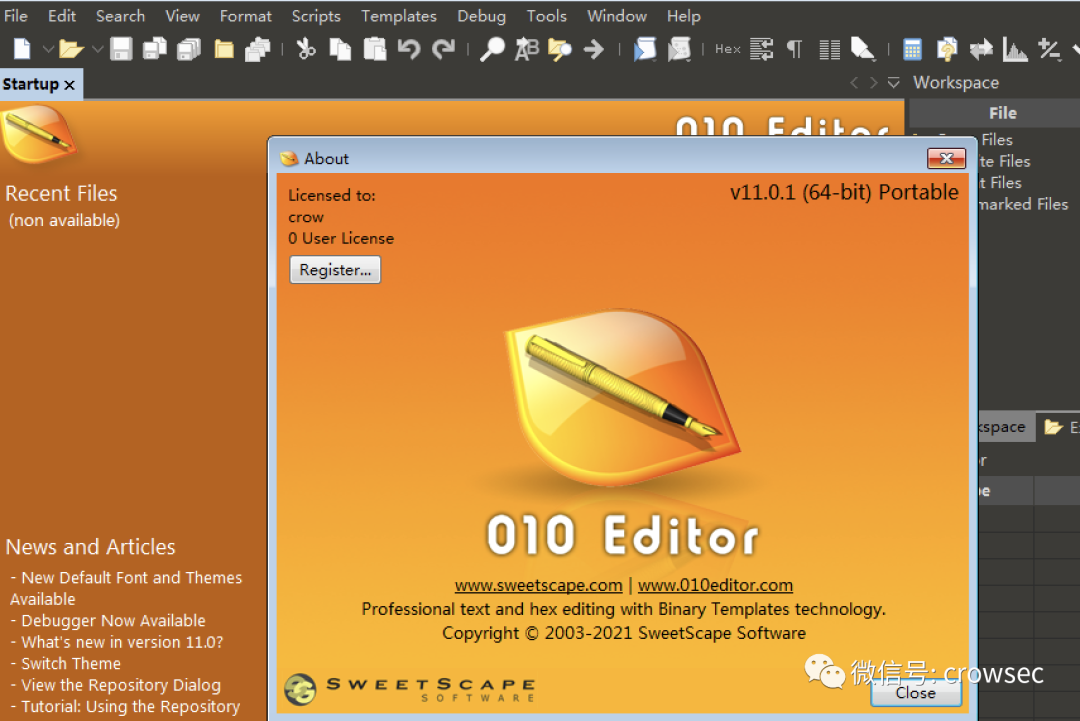 File Edit Search View Format Scripts Templates Debug Tools Window Help
Hex
Startup
Workspace
File
010 Editor
Files
te Files
t Files
marked Files
Recent Files
(non available)
About
Licensed to:
crow
0 User License
Register...
v11.0.1 (64-bit) Portable
010 Editor
www.sweetscape.com | www.010editor.com
Professional text and hex editing with Binary Templates technology.
Copyright © 2003-2021 SweetScape Software
SWEETSCAPE
SOFTWARE
Close
kspace
News and Articles
- New Default Font and Themes
Available
- Debugger Now Available
- What's new in version 11.0?
- Switch Theme
- View the Repository Dialog
- Tutorial: Using the Repository
微信号: crowsec